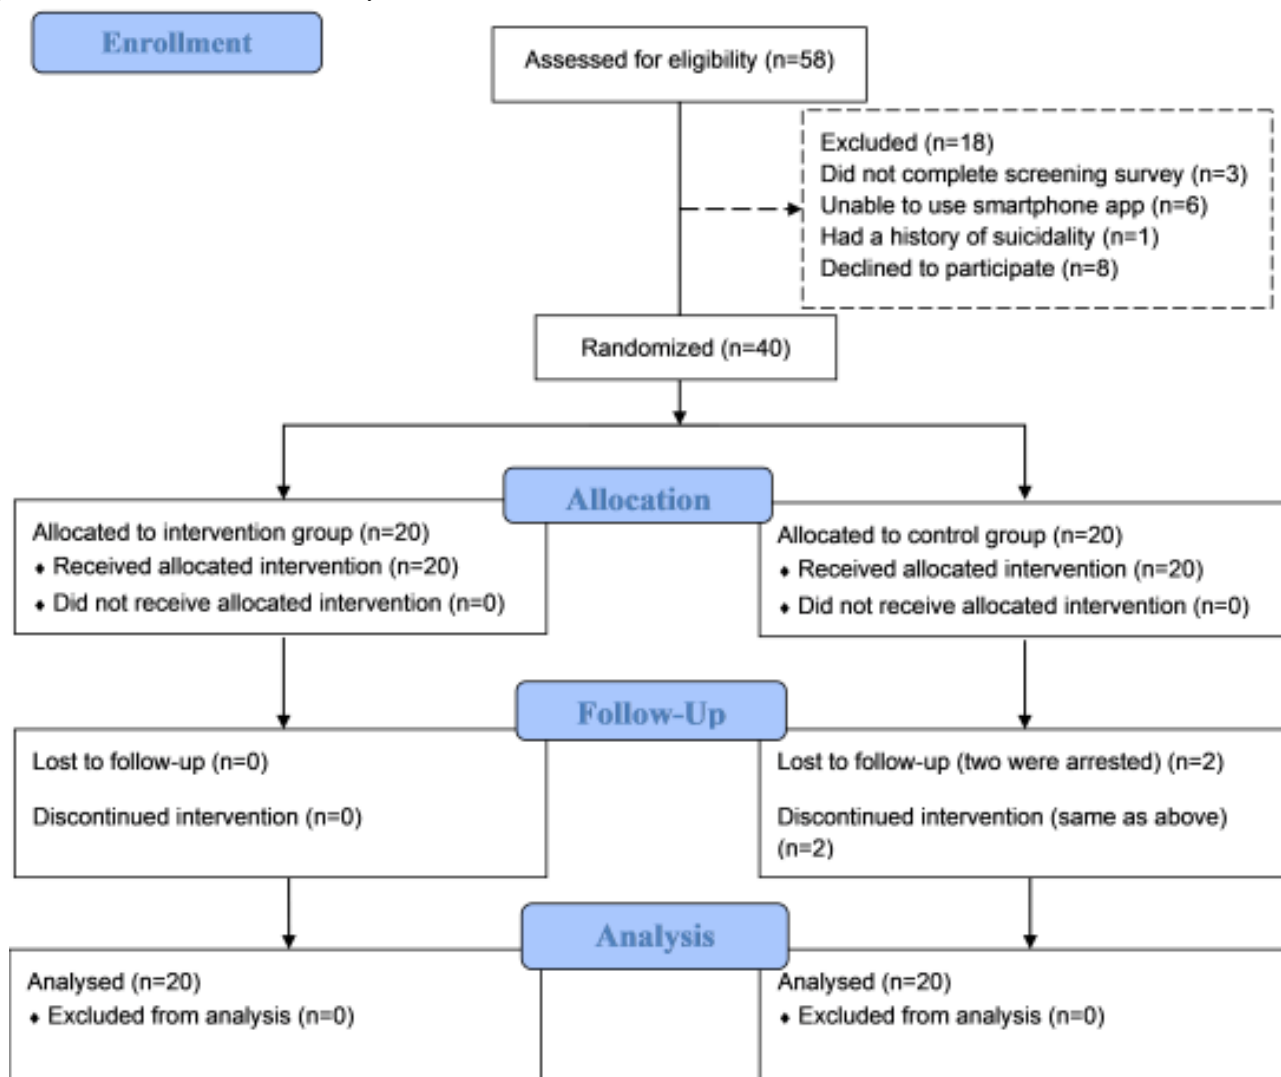 Enrollment
Assessed for eligibility (n=58)
Excluded (n=18)
Did not complete screening survey (n=3)
Unable to use smartphone app (n=6)
Had a history of suicidality (n=1)
Declined to participate (n=8)
Randomized (n=40)
Allocation
Allocated to intervention group (n=20)
♦ Received allocated intervention (n=20)
♦ Did not receive allocated intervention (n=0)
Allocated to control group (n=20)
♦ Received allocated intervention (n=20)
♦ Did not receive allocated intervention (n=0)
Follow-Up
Lost to follow-up (n=0)
Discontinued intervention (n=0)
Lost to follow-up (two were arrested) (n=2)
Discontinued intervention (same as above)
(n=2)
Analysis
Analysed (n=20)
♦ Excluded from analysis (n=0)
Analysed (n=20)
♦ Excluded from analysis (n=0)